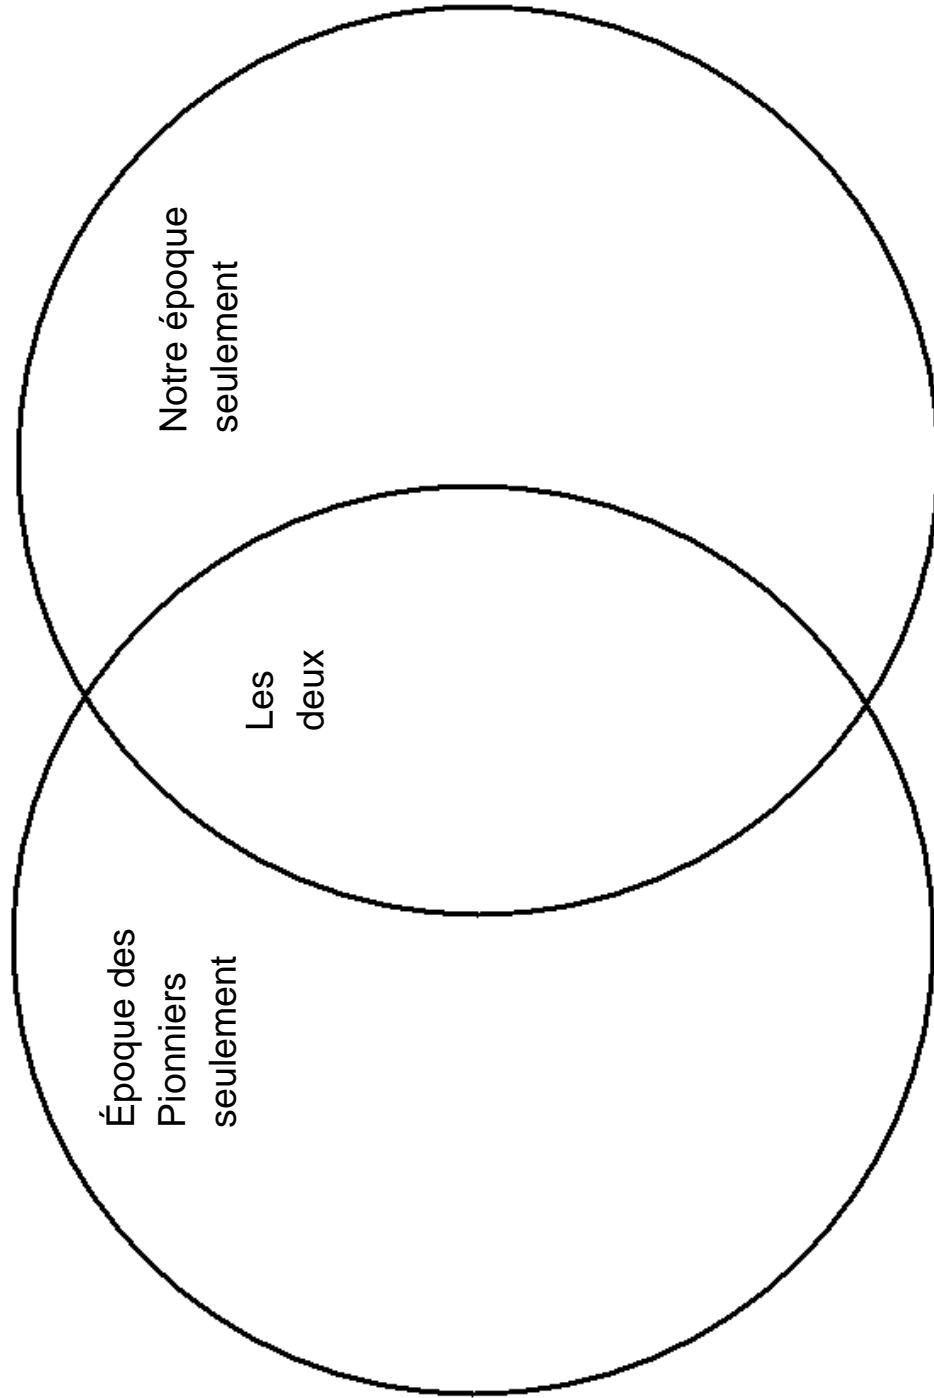 Époque des
Pionniers
seulement
Les
deux
Notre époque
seulement